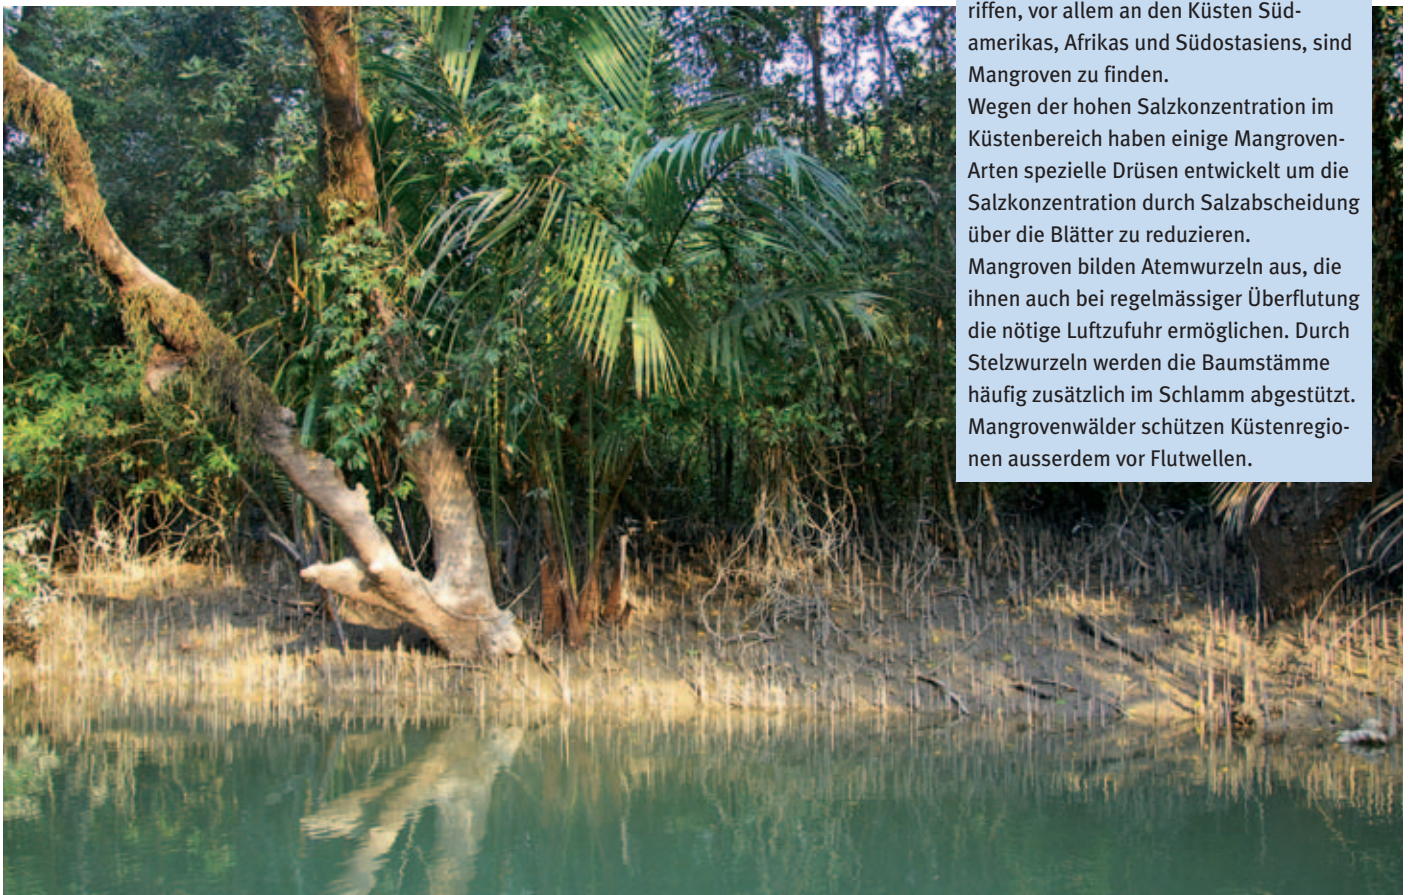 riffen, vor allem an den Küsten Süd-
amerikas, Afrikas und Südostasiens, sind
Mangroven zu finden.
Wegen der hohen Salzkonzentration im
Küstenbereich haben einige Mangroven-
Arten spezielle Drüsen entwickelt um die
Salzkonzentration durch Salzabscheidung
über die Blätter zu reduzieren.
Mangroven bilden Atemwurzeln aus, die
ihnen auch bei regelmässiger Überflutung
die nötige Luftzufuhr ermöglichen. Durch
Stelzwurzeln werden die Baumstämme
häufig zusätzlich im Schlamm abgestützt.
Mangrovenwälder schützen Küstenregio-
nen ausserdem vor Flutwellen.